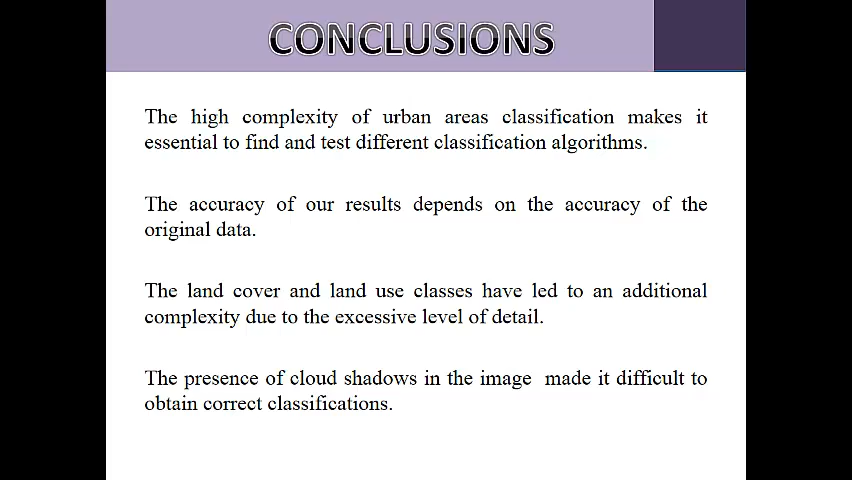 CONCLUSIONS
The high complexity of urban areas classification makes it
essential to find and test different classification algorithms.
The accuracy of our results depends on the accuracy of the
original data.
The land cover and land use classes have led to an additional
complexity due to the excessive level of detail.
The presence of cloud shadows in the image made it difficult to
obtain correct classifications.